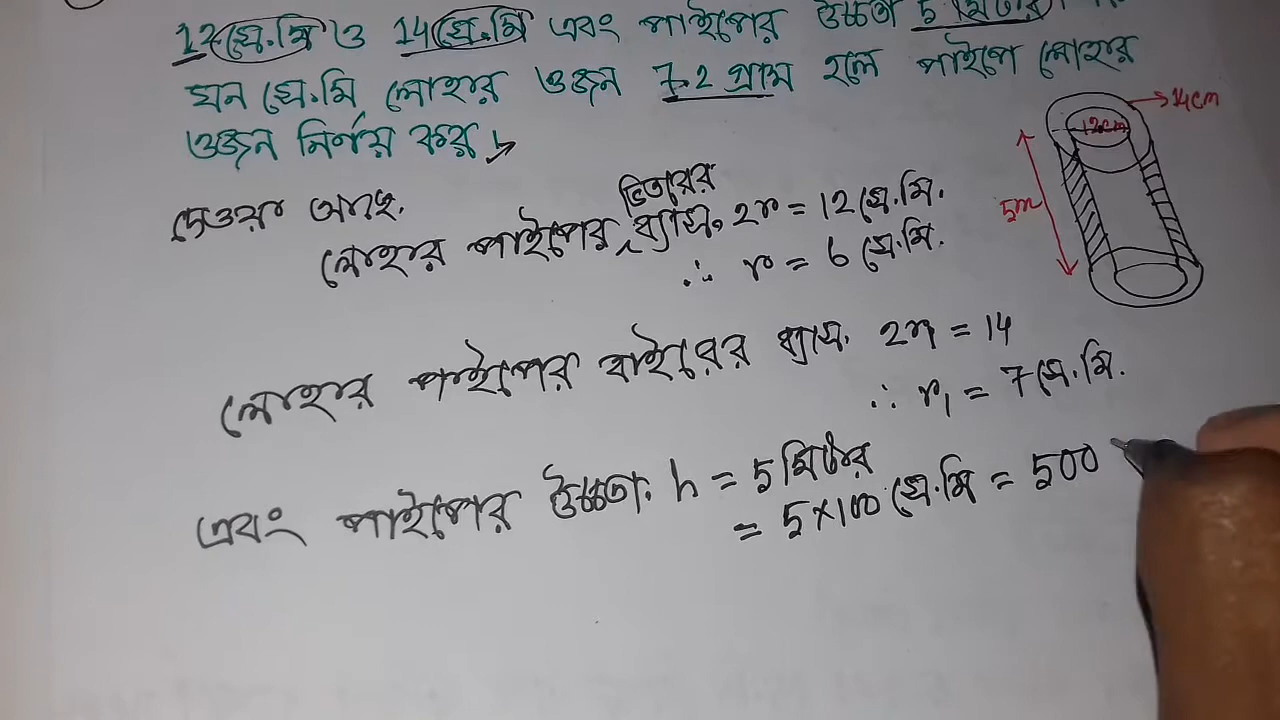 12 সে.মি ও 14 সে.মি এবং পাইপের উচ্চতা 5 মিটার।
ঘন সে.মি লোহার ওজন 7.2 গ্রাম হলে পাইপে লোহার
ওজন নির্ণয় কর।
14cm
12cm
5m
দেওয়া আছে,
ভিতরের
লোহার পাইপের ব্যাস, 2r = 12 সে.মি.
∴ r = 6 সে.মি.
লোহার পাইপের বাইরের ব্যাস, 2r₁ = 14
∴ r₁ = 7 সে.মি.
এবং পাইপের উচ্চতা, h = 5 মিটার
= 5×100 সে.মি = 500